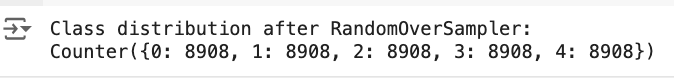 Class distribution after RandomOverSampler:
Counter({0: 8908, 1: 8908, 2: 8908, 3: 8908, 4: 8908})